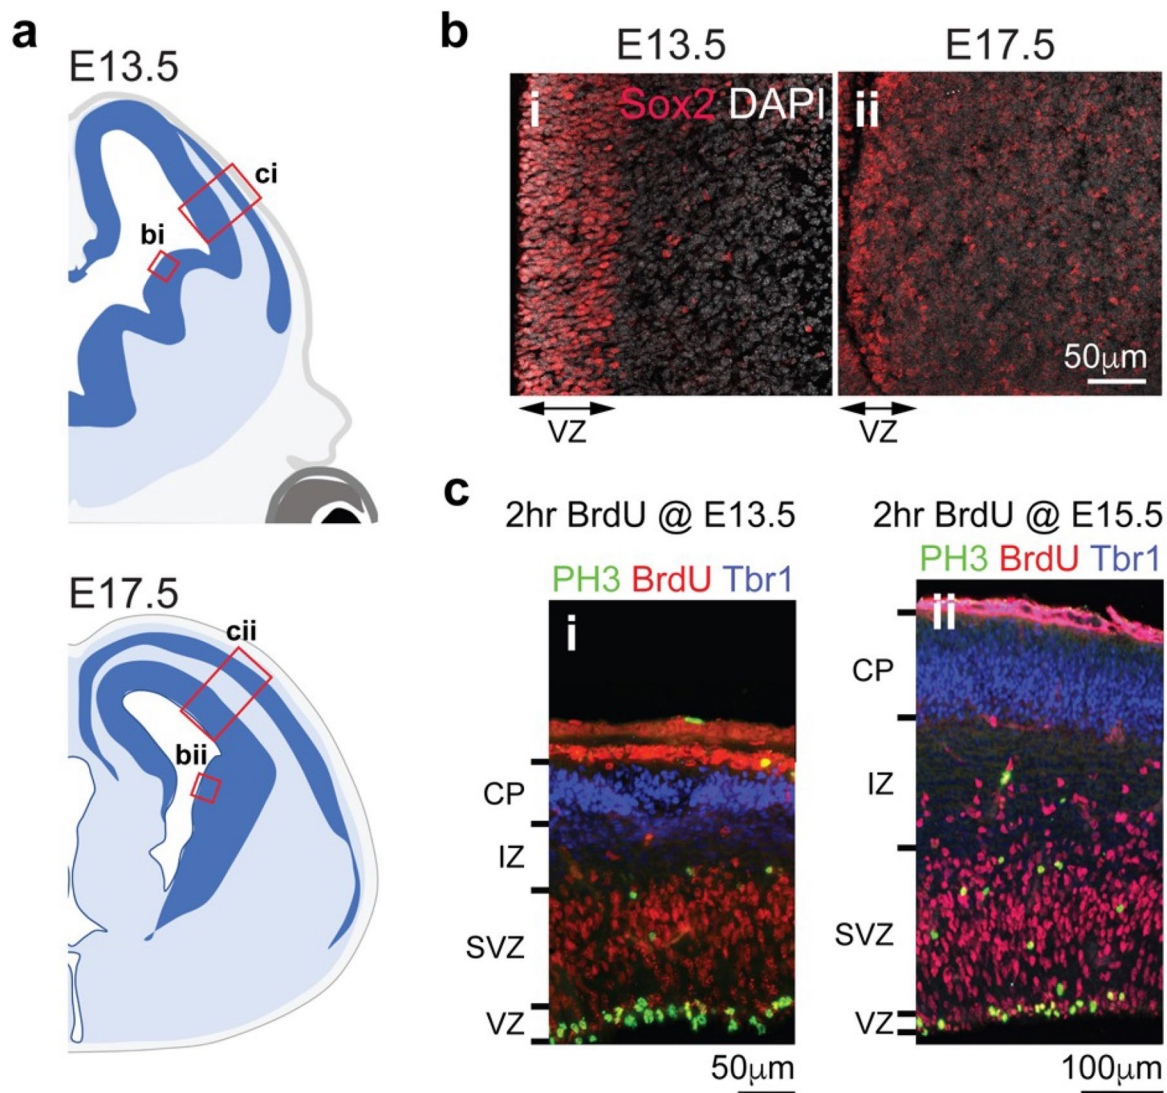 a
E13.5
ci
bi
E17.5
cii
bii
b
E13.5
E17.5
i
Sox2 DAPI
ii
50μm
VZ
VZ
c
2hr BrdU @ E13.5
2hr BrdU @ E15.5
PH3 BrdU Tbr1
PH3 BrdU Tbr1
i
ii
CP
IZ
SVZ
VZ
50μm
CP
IZ
SVZ
VZ
100μm